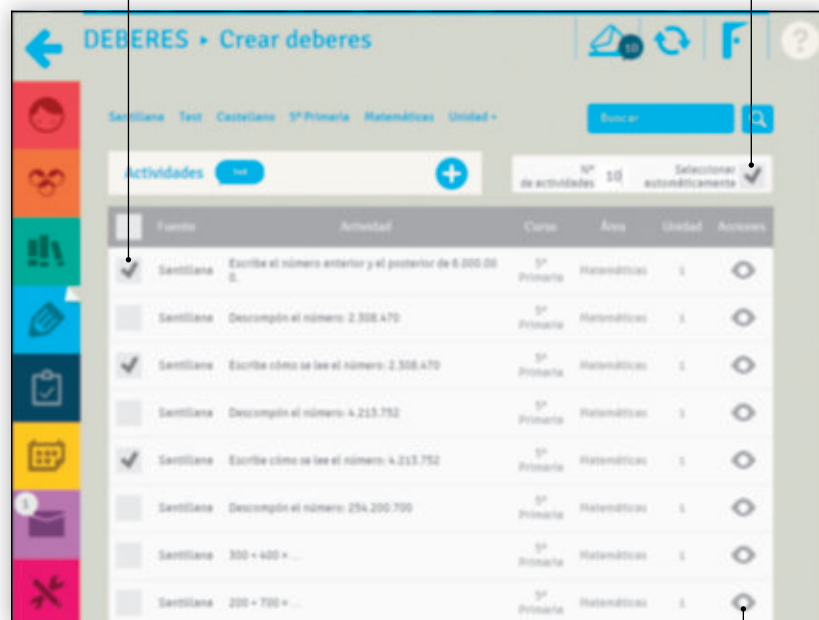 DEBERES ▸ Crear deberes
10
?
Santillana Test Castellano 5º Primaria Matemáticas Unidad
Buscar
Actividades
Nº de actividades 10
Seleccionar automáticamente
Fuente Actividad Curso Área Unidad Acciones
Santillana Escribe el número anterior y el posterior de 6.000.00 5º Primaria Matemáticas 1
0.
Santillana Descompón el número: 2.308.470 5º Primaria Matemáticas 1
Santillana Escribe cómo se lee el número: 2.308.470 5º Primaria Matemáticas 1
Santillana Descompón el número: 4.213.752 5º Primaria Matemáticas 1
Santillana Escribe cómo se lee el número: 4.213.752 5º Primaria Matemáticas 1
Santillana Descompón el número: 254.200.700 5º Primaria Matemáticas 1
Santillana 300 + 400 = ... 5º Primaria Matemáticas 1
Santillana 200 + 700 = ... 5º Primaria Matemáticas 1
1